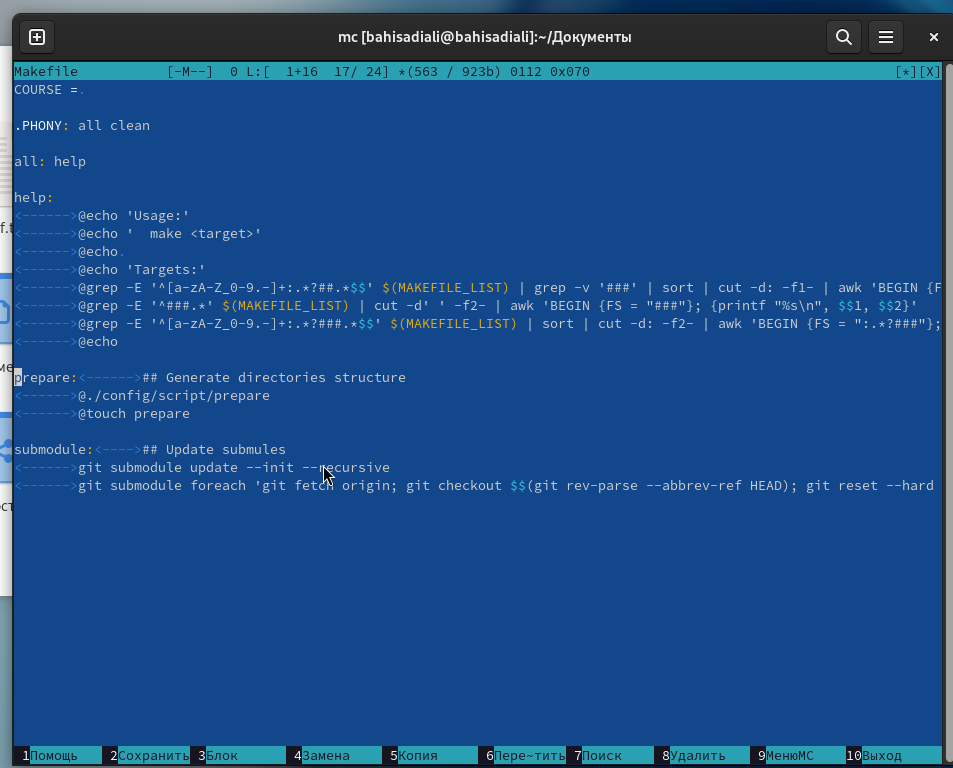 mc [bahisadiali@bahisadiali]:~/Документы
Makefile [-M--] 0 L:[ 1+16 17/ 24] *(563 / 923b) 0112 0x070 [*][X]
COURSE =.
.PHONY: all clean
all: help
help:
<------>@echo 'Usage:'
<------>@echo '  make <target>'
<------>@echo.
<------>@echo 'Targets:'
<------>@grep -E '^[a-zA-Z_0-9.-]+:.*?##.*$$' $(MAKEFILE_LIST) | grep -v '###' | sort | cut -d: -f1- | awk 'BEGIN {F
<------>@grep -E '^###.*' $(MAKEFILE_LIST) | cut -d' ' -f2- | awk 'BEGIN {FS = "###"}; {printf "%s\n", $$1, $$2}'
<------>@grep -E '^[a-zA-Z_0-9.-]+:.*?###.*$$' $(MAKEFILE_LIST) | sort | cut -d: -f2- | awk 'BEGIN {FS = ":.*?###"};
<------>@echo
prepare:<------>## Generate directories structure
<------>@./config/script/prepare
<------>@touch prepare
submodule:<---->## Update submules
<------>git submodule update --init --recursive
<------>git submodule foreach 'git fetch origin; git checkout $$(git rev-parse --abbrev-ref HEAD); git reset --hard
1Помощь 2Сохранить 3Блок 4Замена 5Копия 6Пере~тить 7Поиск 8Удалить 9МенюMC 10Выход